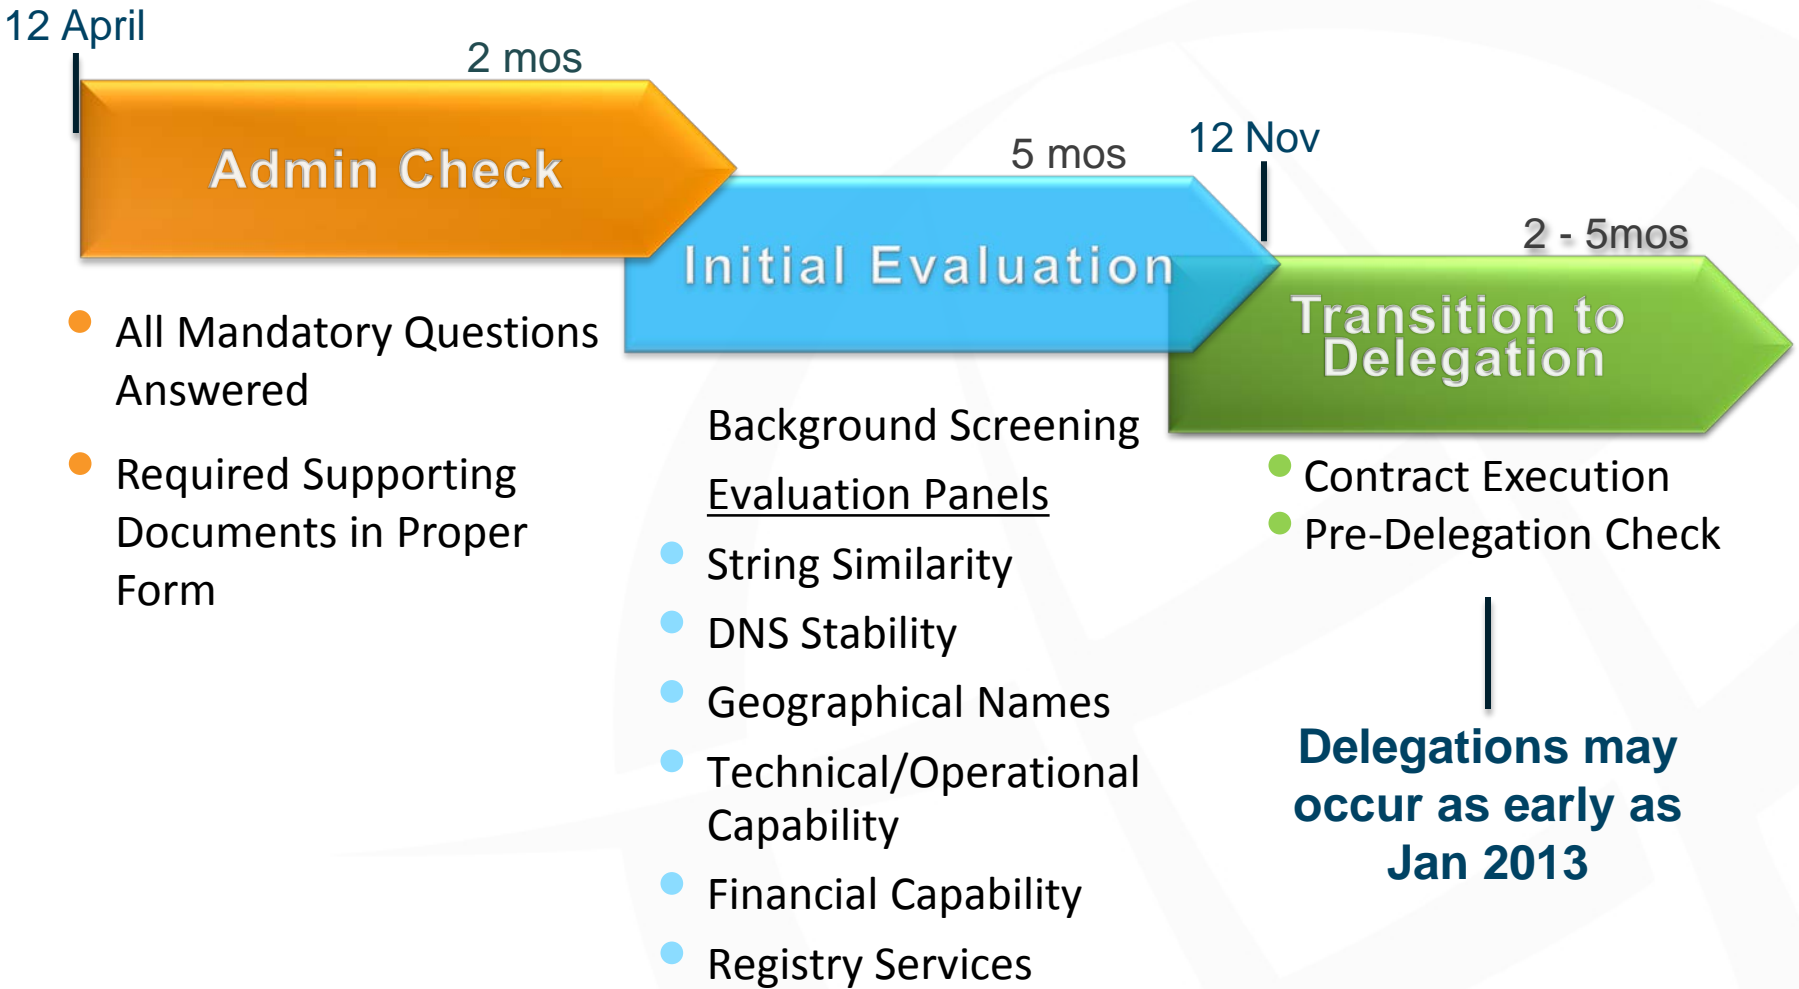 12 April
2 mos
Admin Check
5 mos
12 Nov
Initial Evaluation
2 - 5mos
Transition to
Delegation
All Mandatory Questions
Answered
Required Supporting
Documents in Proper
Form
Background Screening
Evaluation Panels
String Similarity
DNS Stability
Geographical Names
Technical/Operational
Capability
Financial Capability
Registry Services
Contract Execution
Pre-Delegation Check
Delegations may
occur as early as
Jan 2013